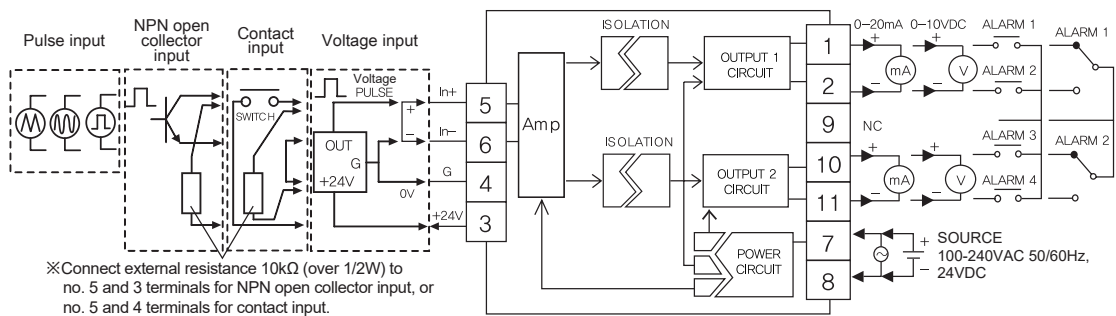 Pulse input
NPN open
collector
input
Contact
input
Voltage input
SWITCH
Voltage
PULSE
+
−
OUT
G
+24V
0V
In+
In−
G
+24V
5
6
4
3
Amp
ISOLATION
ISOLATION
OUTPUT 1
CIRCUIT
OUTPUT 2
CIRCUIT
POWER
CIRCUIT
1
2
9
10
11
7
8
0−20mA
0−10VDC
ALARM 1
ALARM 1
+
mA
−
+
V
−
ALARM 2
NC
ALARM 3
ALARM 2
+
mA
−
+
V
−
ALARM 4
+
−
SOURCE
100-240VAC 50/60Hz,
24VDC
※Connect external resistance 10kΩ (over 1/2W) to
no. 5 and 3 terminals for NPN open collector input, or
no. 5 and 4 terminals for contact input.